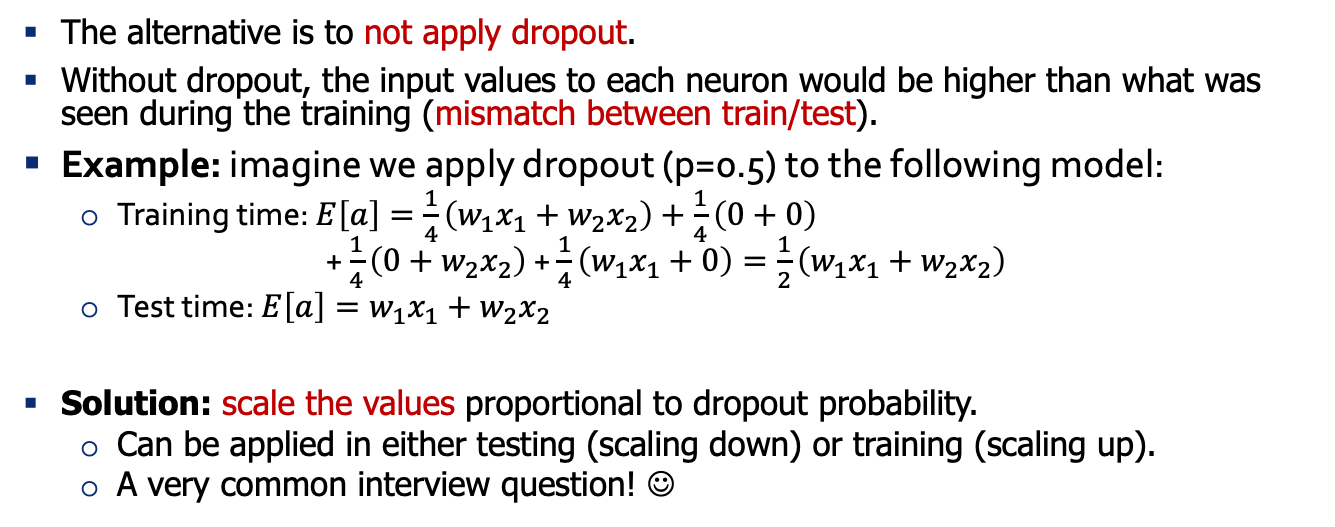 ▪ The alternative is to not apply dropout.
▪ Without dropout, the input values to each neuron would be higher than what was
seen during the training (mismatch between train/test).
▪ Example: imagine we apply dropout (p=0.5) to the following model:
o Training time: E[a] = 1/4 (w₁x₁ + w₂x₂) + 1/4 (0 + 0)
+ 1/4 (0 + w₂x₂) + 1/4 (w₁x₁ + 0) = 1/2 (w₁x₁ + w₂x₂)
o Test time: E[a] = w₁x₁ + w₂x₂
▪ Solution: scale the values proportional to dropout probability.
o Can be applied in either testing (scaling down) or training (scaling up).
o A very common interview question! ☺